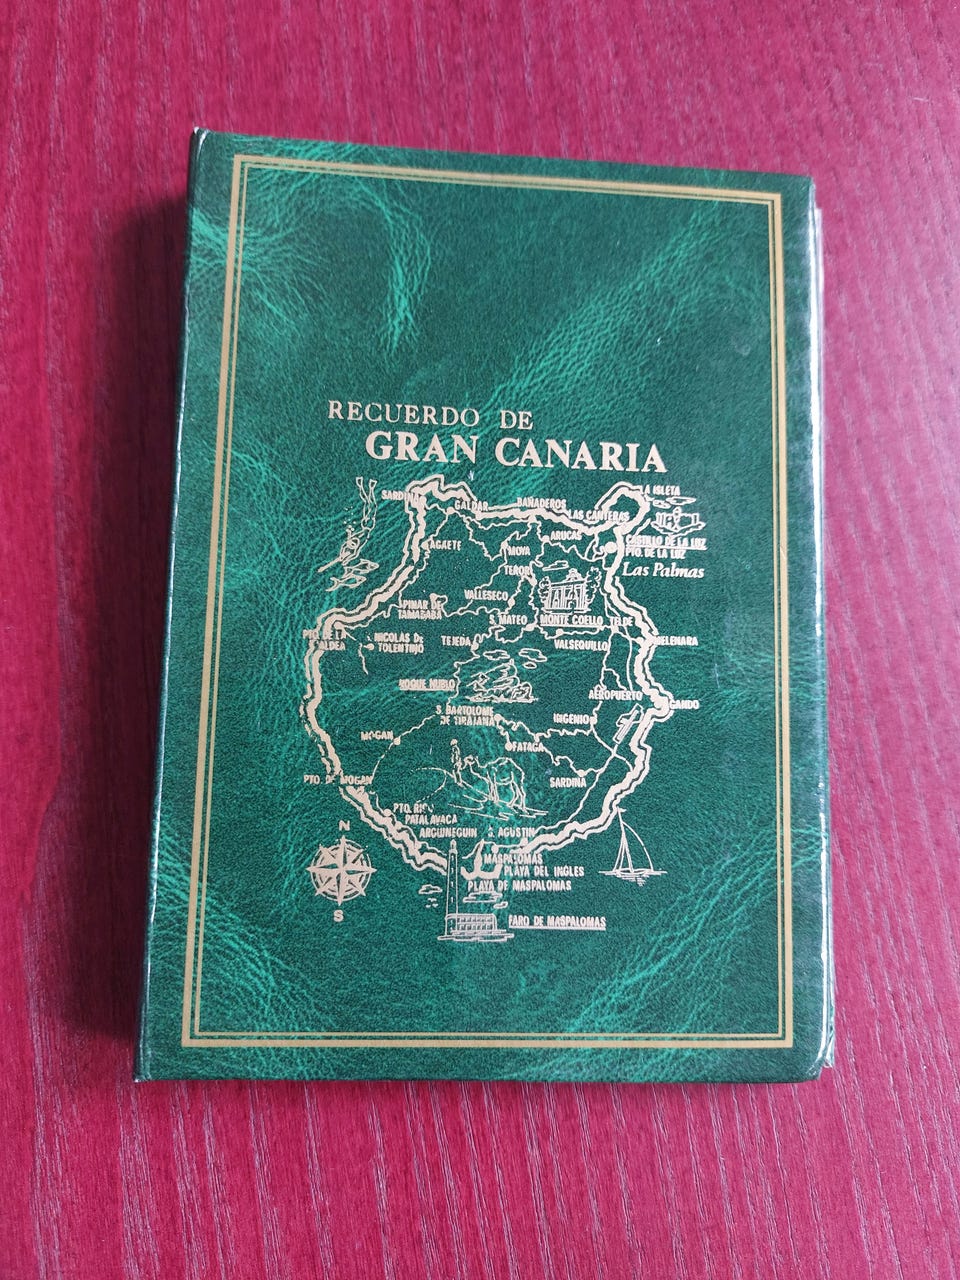 RECUERDO DE
GRAN CANARIA
LA ISLETA
SARDINA
GALDAR
BAÑADEROS
LAS CANTERAS
ARUCAS
CASTILLO DE LA LUZ
PTO. DE LA LUZ
AGAETE
MOYA
Las Palmas
TEROR
VALLESECO
PINAR DE
TAMADABA
S. MATEO
MONTE COELLO
TELDE
PTO. DE LA
ALDEA
NICOLAS DE
TOLENTINO
TEJEDA
VALSEQUILLO
MELENARA
ROQUE NUBLO
AEROPUERTO
GANDO
S. BARTOLOME
DE TIRAJANA
INGENIO
MOGAN
FATAGA
PTO. DE MOGAN
SARDINA
PTO. RICO
PATALAVACA
ARGUINEGUIN
S. AGUSTIN
N
MASPALOMAS
PLAYA DEL INGLES
PLAYA DE MASPALOMAS
S
FARO DE MASPALOMAS